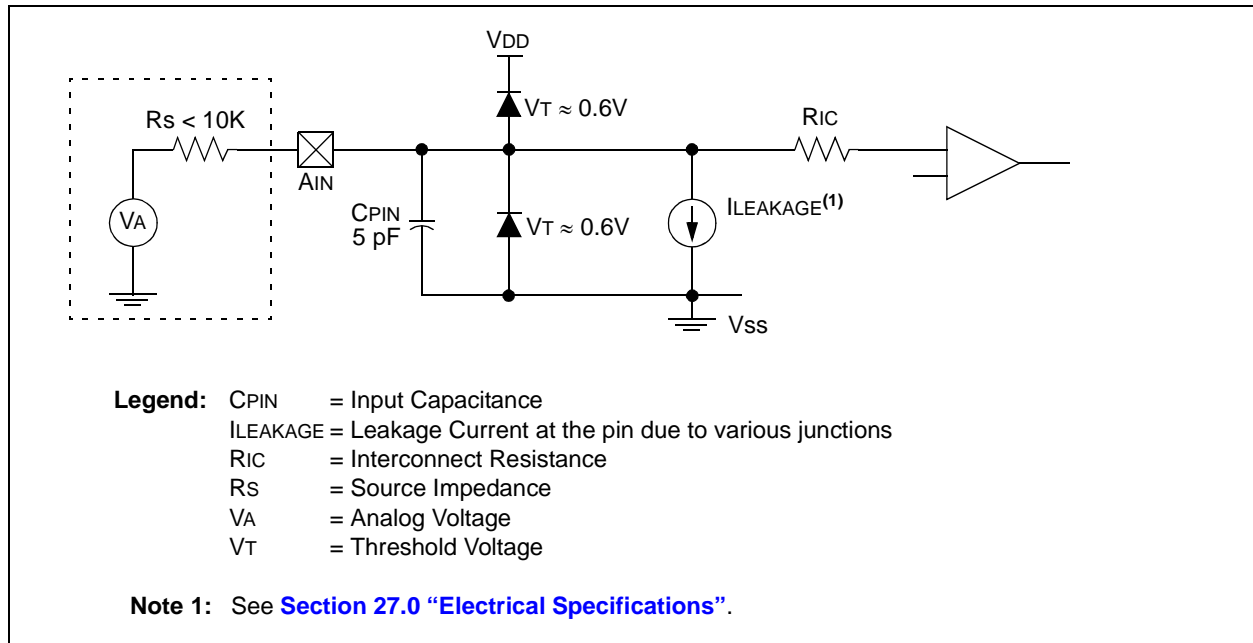 VDD
VT ≈ 0.6V
Rs < 10K
RIC
AIN
VA
CPIN
5 pF
VT ≈ 0.6V
ILEAKAGE(1)
Vss
Legend: CPIN = Input Capacitance
ILEAKAGE = Leakage Current at the pin due to various junctions
RIC = Interconnect Resistance
RS = Source Impedance
VA = Analog Voltage
VT = Threshold Voltage
Note 1: See Section 27.0 “Electrical Specifications”.